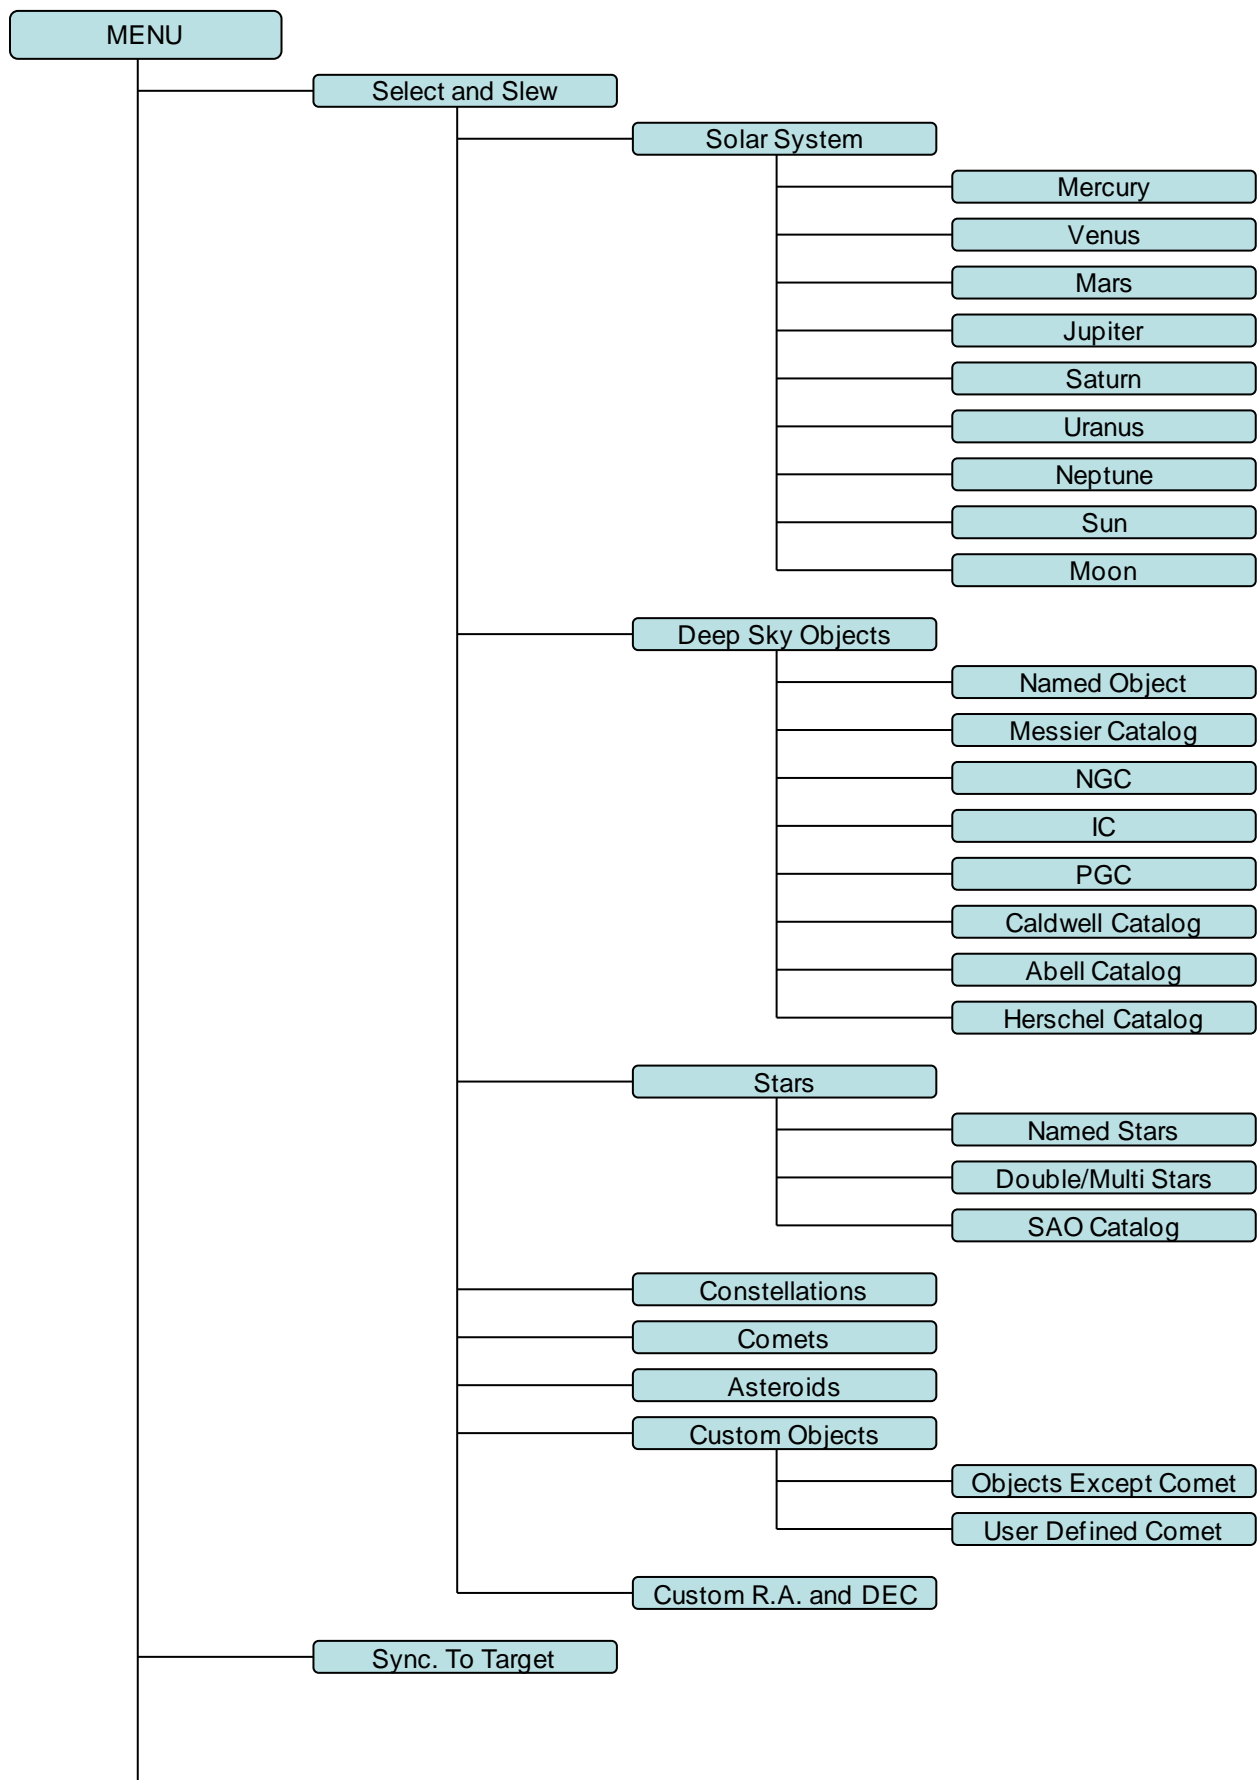 MENU
Select and Slew
Solar System
Mercury
Venus
Mars
Jupiter
Saturn
Uranus
Neptune
Sun
Moon
Deep Sky Objects
Named Object
Messier Catalog
NGC
IC
PGC
Caldwell Catalog
Abell Catalog
Herschel Catalog
Stars
Named Stars
Double/Multi Stars
SAO Catalog
Constellations
Comets
Asteroids
Custom Objects
Objects Except Comet
User Defined Comet
Custom R.A. and DEC
Sync. To Target